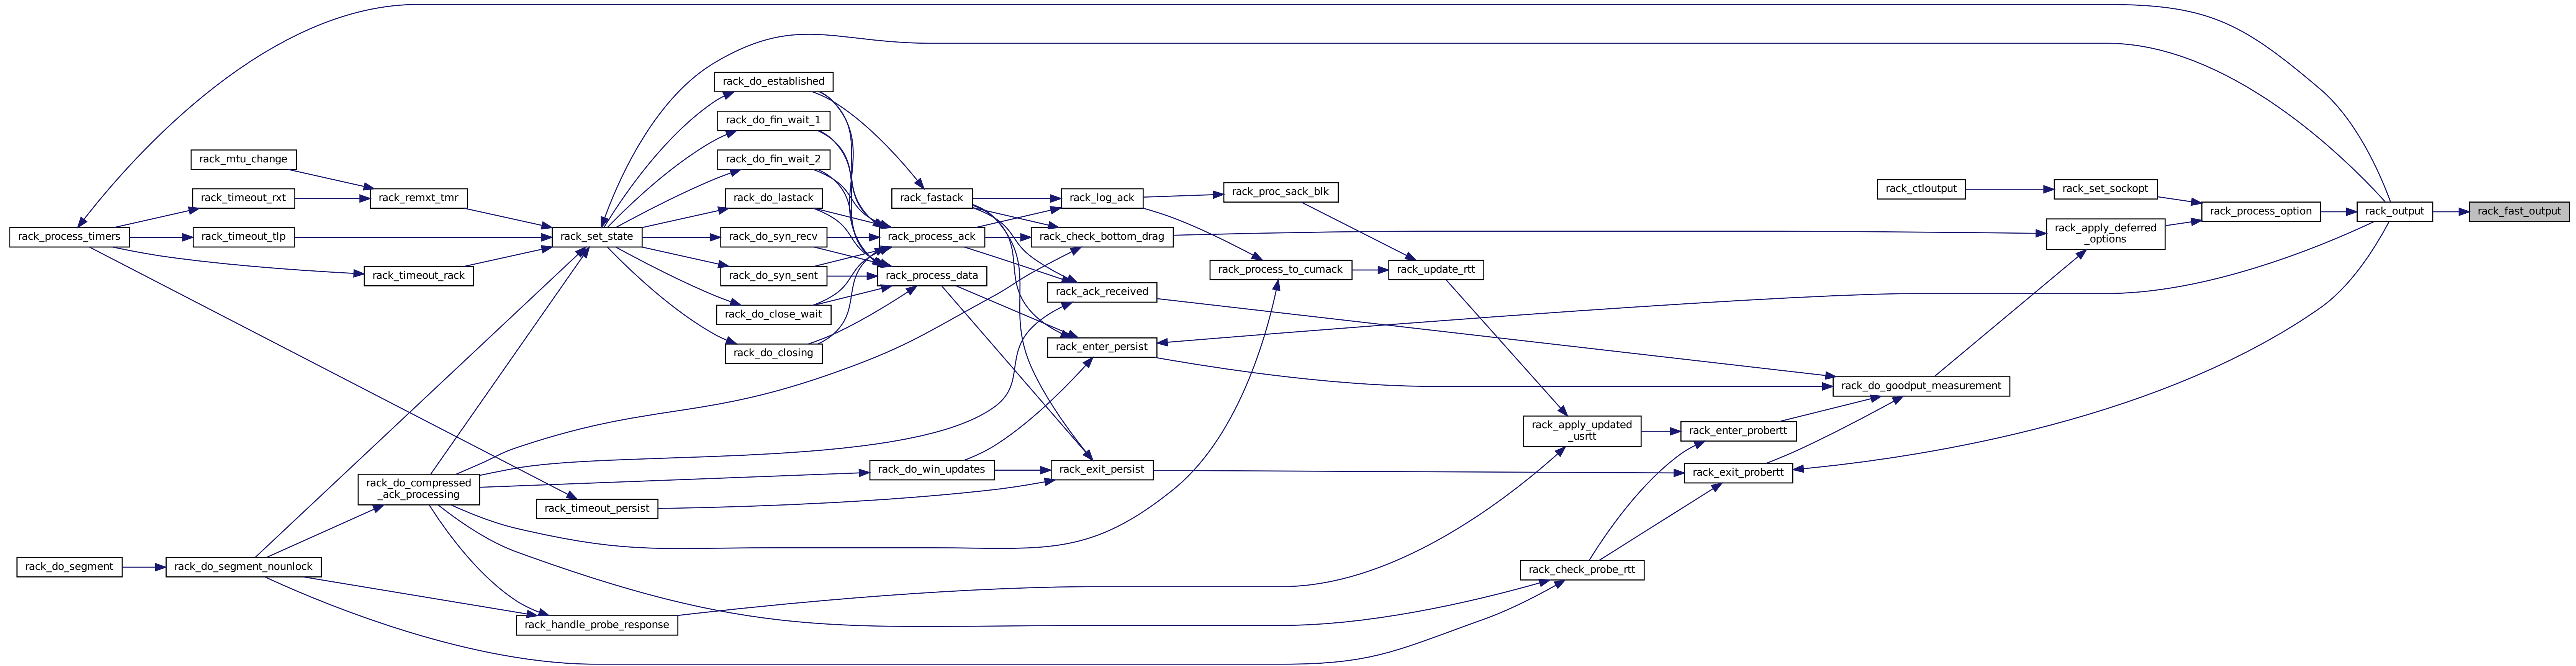 rack_do_established
rack_do_fin_wait_1
rack_mtu_change
rack_do_fin_wait_2
rack_proc_sack_blk
rack_ctloutput
rack_set_sockopt
rack_timeout_rxt
rack_remxt_tmr
rack_do_lastack
rack_fastack
rack_log_ack
rack_process_option
rack_output
rack_fast_output
rack_process_timers
rack_timeout_tlp
rack_set_state
rack_do_syn_recv
rack_process_ack
rack_check_bottom_drag
rack_apply_deferred
_options
rack_timeout_rack
rack_do_syn_sent
rack_process_data
rack_process_to_cumack
rack_update_rtt
rack_ack_received
rack_do_close_wait
rack_do_closing
rack_enter_persist
rack_do_goodput_measurement
rack_apply_updated
_usrtt
rack_enter_probertt
rack_do_win_updates
rack_exit_persist
rack_exit_probertt
rack_do_compressed
_ack_processing
rack_timeout_persist
rack_do_segment
rack_do_segment_nounlock
rack_check_probe_rtt
rack_handle_probe_response